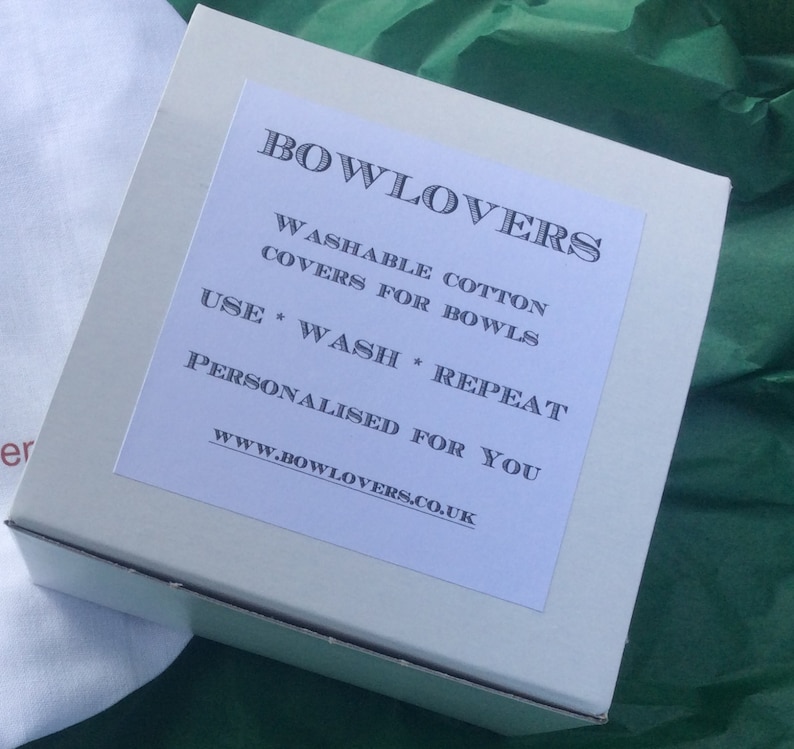 BOWLOVERS
WASHABLE COTTON
COVERS FOR BOWLS
USE * WASH * REPEAT
PERSONALISED FOR YOU
WWW.BOWLOVERS.CO.UK